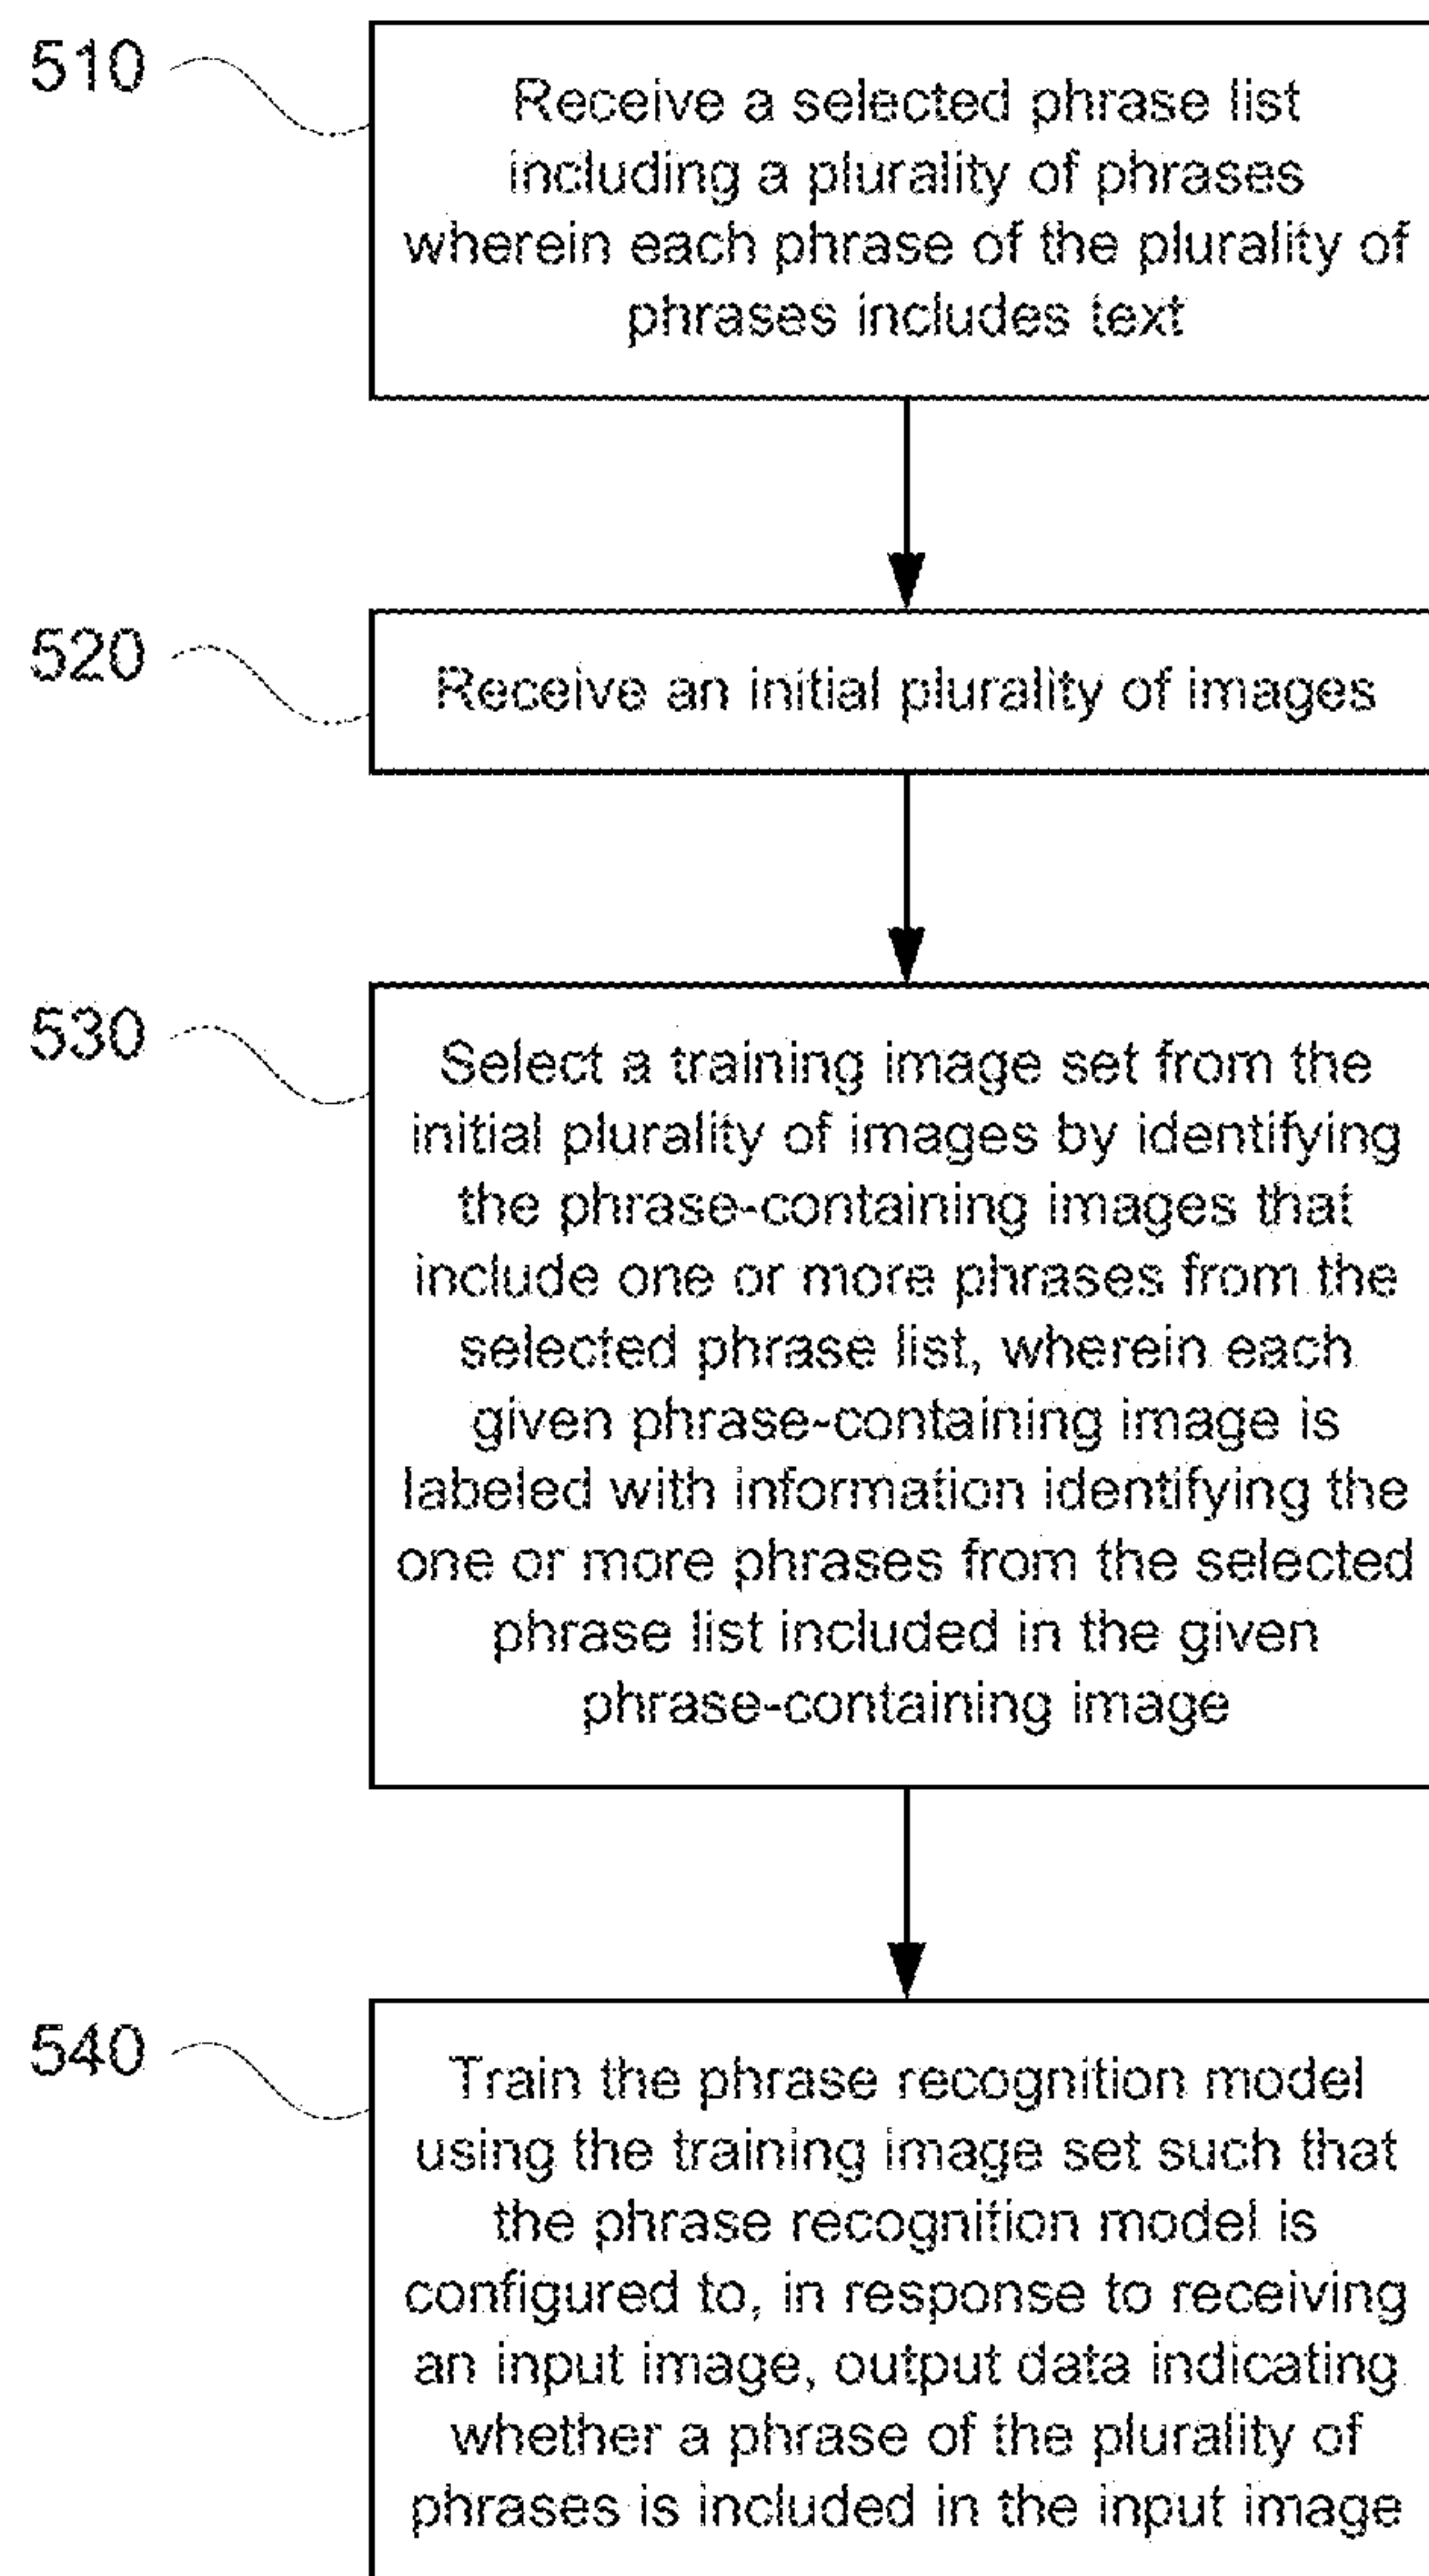 510
Receive a selected phrase list
including a plurality of phrases
wherein each phrase of the plurality of
phrases includes text
520
Receive an initial plurality of images
530
Select a training image set from the
initial plurality of images by identifying
the phrase-containing images that
include one or more phrases from the
selected phrase list, wherein each
given phrase-containing image is
labeled with information identifying the
one or more phrases from the selected
phrase list included in the given
phrase-containing image
540
Train the phrase recognition model
using the training image set such that
the phrase recognition model is
configured to, in response to receiving
an input image, output data indicating
whether a phrase of the plurality of
phrases is included in the input image